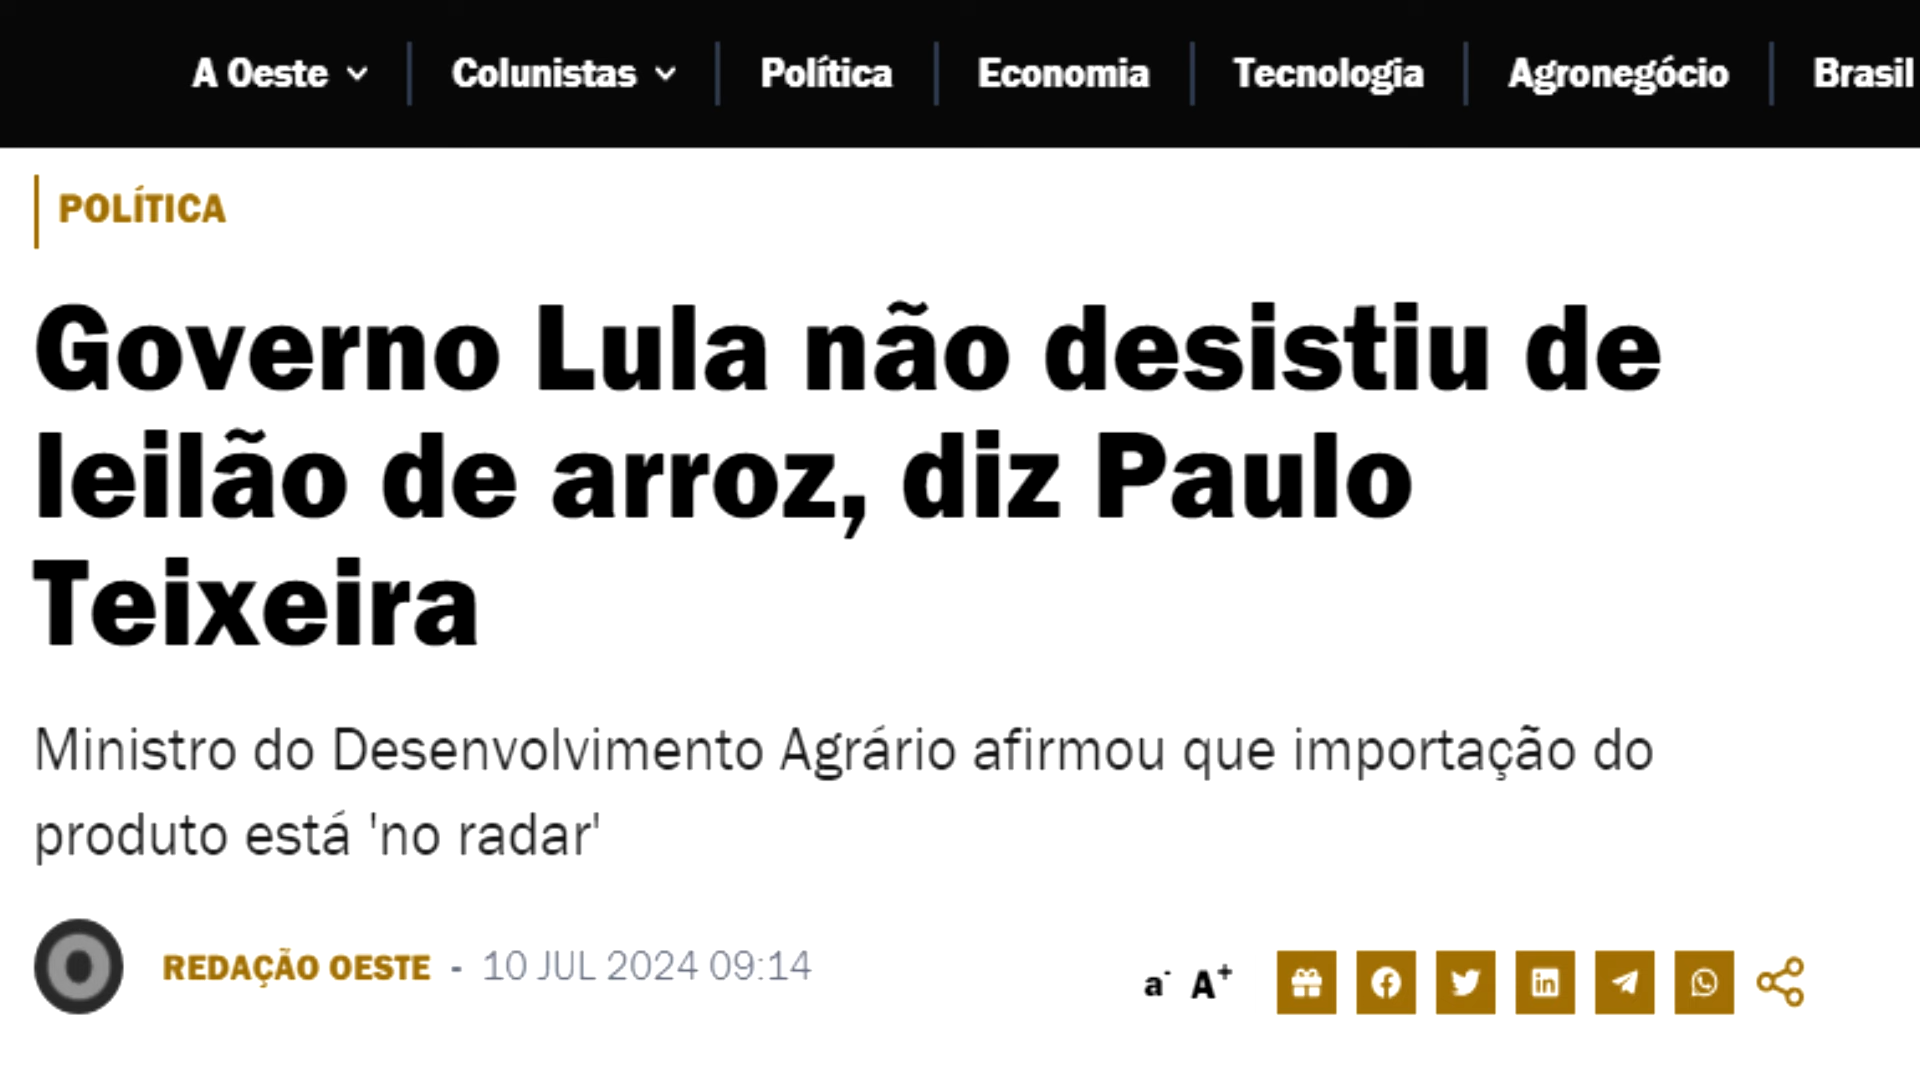 A Oeste Colunistas Política Economia Tecnologia Agronegócio Brasil
POLÍTICA
Governo Lula não desistiu de
leilão de arroz, diz Paulo
Teixeira
Ministro do Desenvolvimento Agrário afirmou que importação do
produto está 'no radar'
REDAÇÃO OESTE - 10 JUL 2024 09:14
a- A+